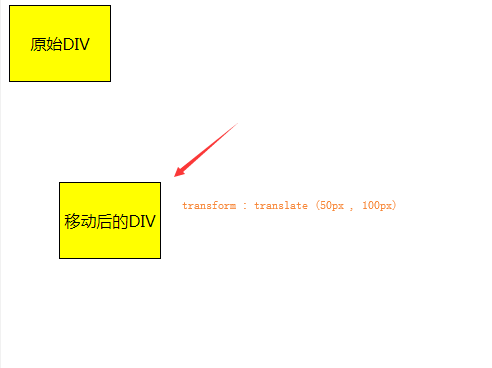 原始DIV
移动后的DIV
transform : translate (50px , 100px)